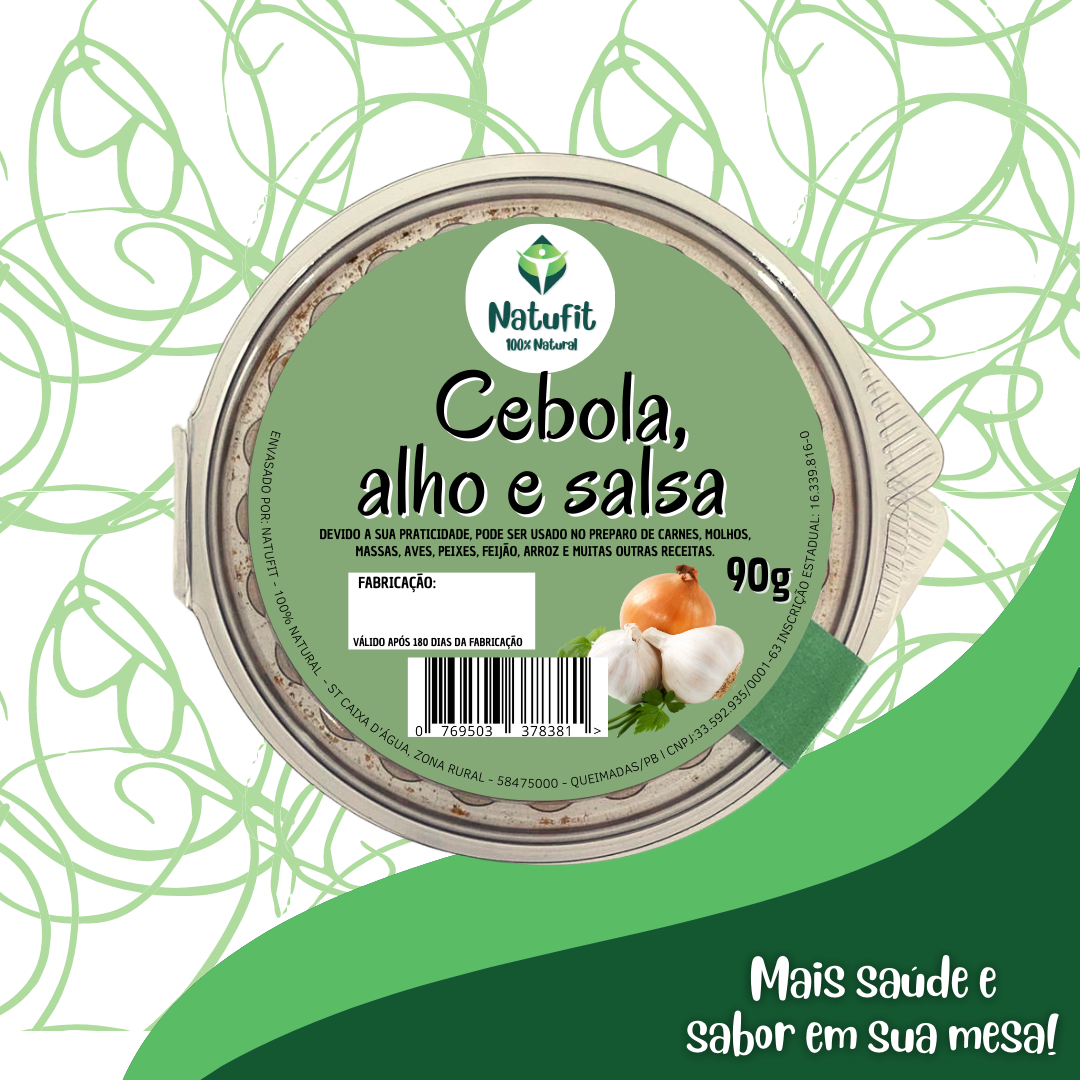 Natufit
100% Natural
Cebola,
alho e salsa
DEVIDO A SUA PRATICIDADE, PODE SER USADO NO PREPARO DE CARNES, MOLHOS,
MASSAS, AVES, PEIXES, FEIJÃO, ARROZ E MUITAS OUTRAS RECEITAS.
90g
FABRICAÇÃO:
VÁLIDO APÓS 180 DIAS DA FABRICAÇÃO
0 769503 378381 >
ENVASADO POR: NATUFIT - 100% NATURAL - ST CAIXA D'ÁGUA, ZONA RURAL - 58475000 - QUEIMADAS/PB | CNPJ:33.592.935/0001-63 INSCRIÇÃO ESTADUAL: 16.339.816-0
Mais saúde e
sabor em sua mesa!